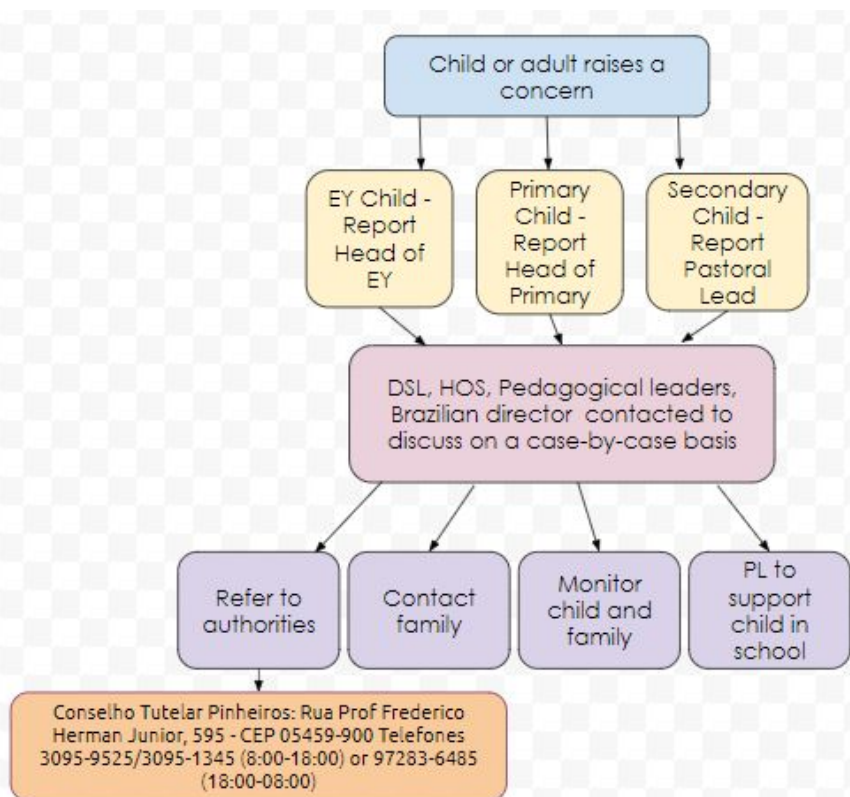 Child or adult raises a
concern
EY Child -
Report
Head of
EY
Primary
Child -
Report
Head of
Primary
Secondary
Child -
Report
Pastoral
Lead
DSL, HOS, Pedagogical leaders,
Brazilian director contacted to
discuss on a case-by-case basis
Refer to
authorities
Contact
family
Monitor
child and
family
PL to
support
child in
school
Conselho Tutelar Pinheiros: Rua Prof Frederico
Herman Junior, 595 - CEP 05459-900 Telefones
3095-9525/3095-1345 (8:00-18:00) or 97283-6485
(18:00-08:00)